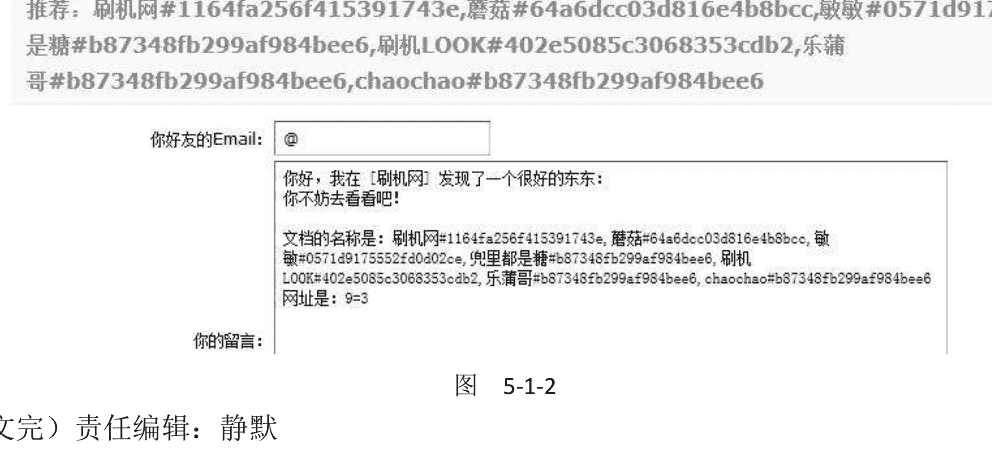 推荐：刷机网#1164fa256f415391743e,蘑菇#64a6dcc03d816e4b8bcc,敏敏#0571d917
是糖#b87348fb299af984bee6,刷机LOOK#402e5085c3068353cdb2,乐蒲
哥#b87348fb299af984bee6,chaochao#b87348fb299af984bee6
你好友的Email： @
你好，我在 [刷机网] 发现了一个很好的东东：
你不妨去看看吧！
文档的名称是：刷机网#1164fa256f415391743e,蘑菇#64a6dcc03d816e4b8bcc,敏
敏#0571d9175552fd0d02ce,兜里都是糖#b87348fb299af984bee6,刷机
LOOK#402e5085c3068353cdb2,乐蒲哥#b87348fb299af984bee6,chaochao#b87348fb299af984bee6
网址是：9=3
你的留言：
图 5-1-2
文完）责任编辑：静默